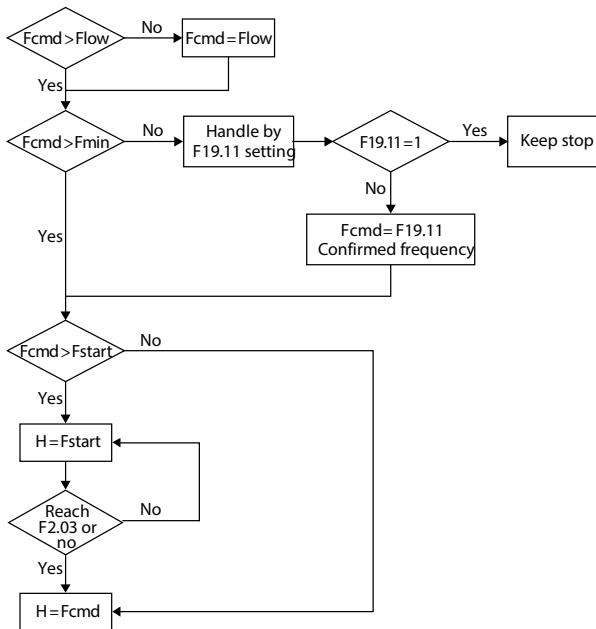 Fcmd>Flow
No
Fcmd=Flow
Yes
Fcmd>Fmin
No
Handle by
F19.11 setting
F19.11=1
Yes
Keep stop
No
Yes
Fcmd=F19.11
Confirmed frequency
Fcmd>Fstart
No
Yes
H=Fstart
Reach
F2.03 or
no
No
Yes
H=Fcmd